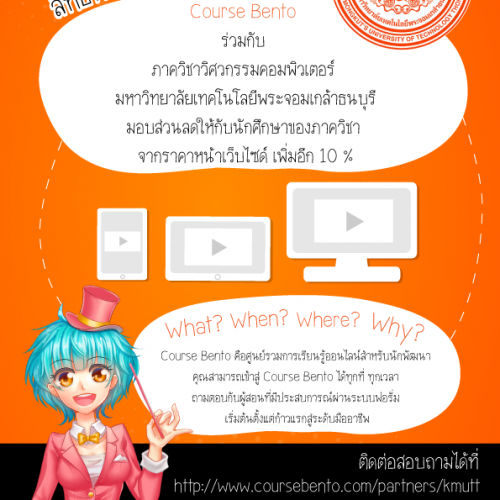 Course Bento
ร่วมกับ
ภาควิชาวิศวกรรมคอมพิวเตอร์
มหาวิทยาลัยเทคโนโลยีพระจอมเกล้าธนบุรี
มอบส่วนลดให้กับนักศึกษาของภาควิชา
จากราคาหน้าเว็บไซด์ เพิ่มอีก 10 %
What? When? Where? Why?
Course Bento คือศูนย์รวมการเรียนรู้ออนไลน์สำหรับนักพัฒนา
คุณสามารถเข้าสู่ Course Bento ได้ทุกที่ ทุกเวลา
ถามตอบกับผู้สอนที่มีประสบการณ์ผ่านระบบฟอรั่ม
เริ่มต้นตั้งแต่ก้าวแรกสู่ระดับมืออาชีพ
ติดต่อสอบถามได้ที่
http://www.coursebento.com/partners/kmutt